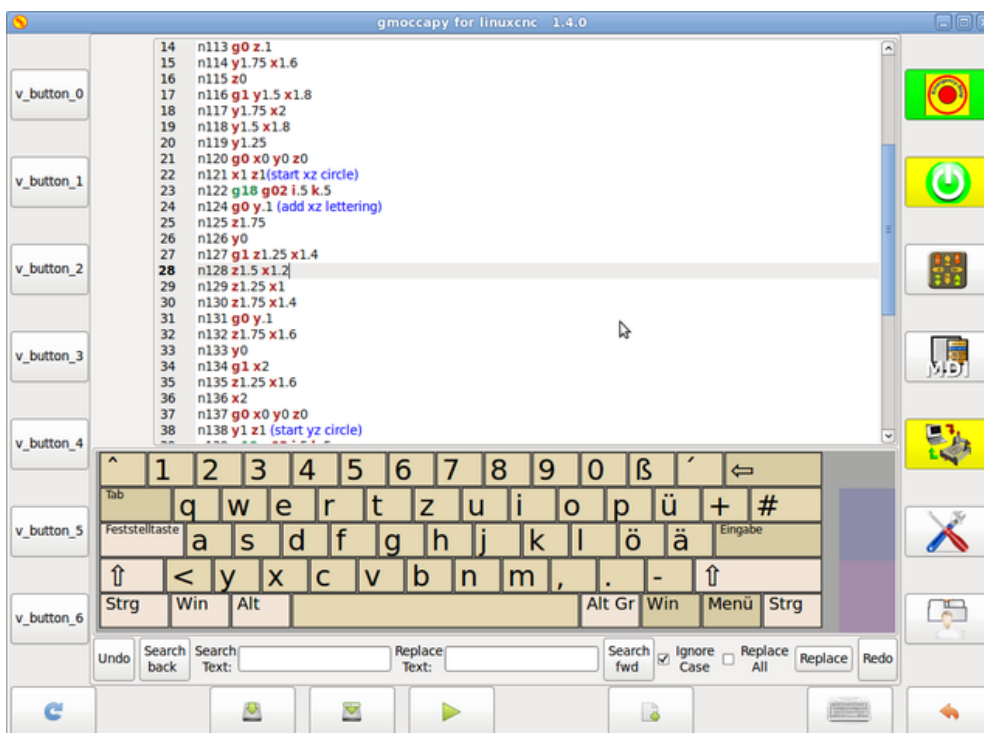 gmoccapy for linuxcnc 1.4.0
v_button_0
v_button_1
v_button_2
v_button_3
v_button_4
v_button_5
v_button_6
14 n113 g0 z.1
15 n114 y1.75 x1.6
16 n115 z0
17 n116 g1 y1.5 x1.8
18 n117 y1.75 x2
19 n118 y1.5 x1.8
20 n119 y1.25
21 n120 g0 x0 y0 z0
22 n121 x1 z1(start xz circle)
23 n122 g18 g02 i.5 k.5
24 n124 g0 y.1 (add xz lettering)
25 n125 z1.75
26 n126 y0
27 n127 g1 z1.25 x1.4
28 n128 z1.5 x1.2
29 n129 z1.25 x1
30 n130 z1.75 x1.4
31 n131 g0 y.1
32 n132 z1.75 x1.6
33 n133 y0
34 n134 g1 x2
35 n135 z1.25 x1.6
36 n136 x2
37 n137 g0 x0 y0 z0
38 n138 y1 z1 (start yz circle)
^ 1 2 3 4 5 6 7 8 9 0 ß ´ ⇦
Tab q w e r t z u i o p ü + #
Feststelltaste a s d f g h j k l ö ä Eingabe
⇧ < y x c v b n m , . - ⇧
Strg Win Alt Alt Gr Win Menü Strg
Undo
Search back
Search Text:
Replace Text:
Search fwd
Ignore Case
Replace All
Replace
Redo
MDI